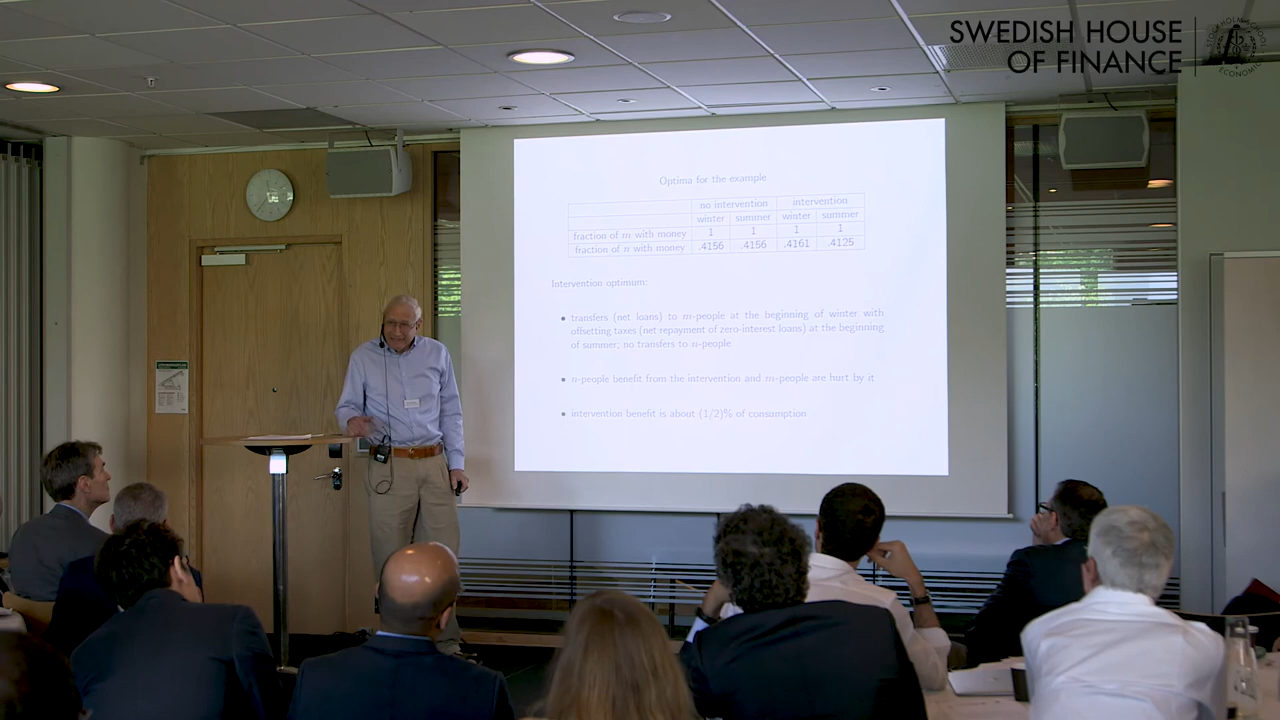 SWEDISH HOUSE
OF FINANCE
Optima for the example
no intervention intervention
winter summer winter summer
fraction of m with money 1 1 1 1
fraction of n with money .4156 .4156 .4161 .4125
Intervention optimum:
• transfers (net loans) to m-people at the beginning of winter with
offsetting taxes (net repayment of zero-interest loans) at the beginning
of summer; no transfers to n-people
• n-people benefit from the intervention and m-people are hurt by it
• intervention benefit is about (1/2)% of consumption